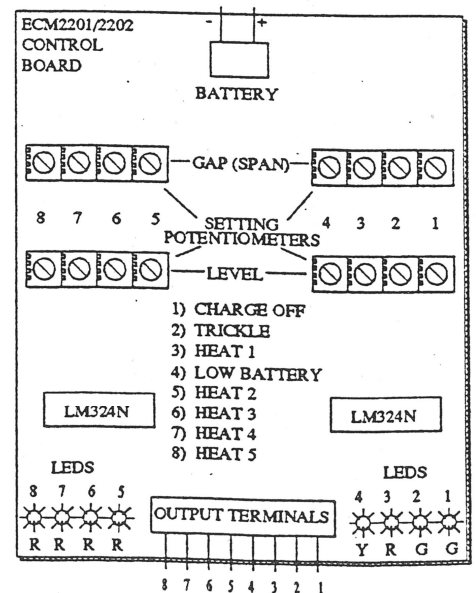 ECM2201/2202
CONTROL
BOARD
- +
BATTERY
GAP (SPAN)
8 7 6 5
4 3 2 1
SETTING
POTENTIOMETERS
LEVEL
1) CHARGE OFF
2) TRICKLE
3) HEAT 1
4) LOW BATTERY
5) HEAT 2
6) HEAT 3
7) HEAT 4
8) HEAT 5
LM324N
LM324N
LEDS
8 7 6 5
R R R R
LEDS
4 3 2 1
Y R G G
OUTPUT TERMINALS
8 7 6 5 4 3 2 1